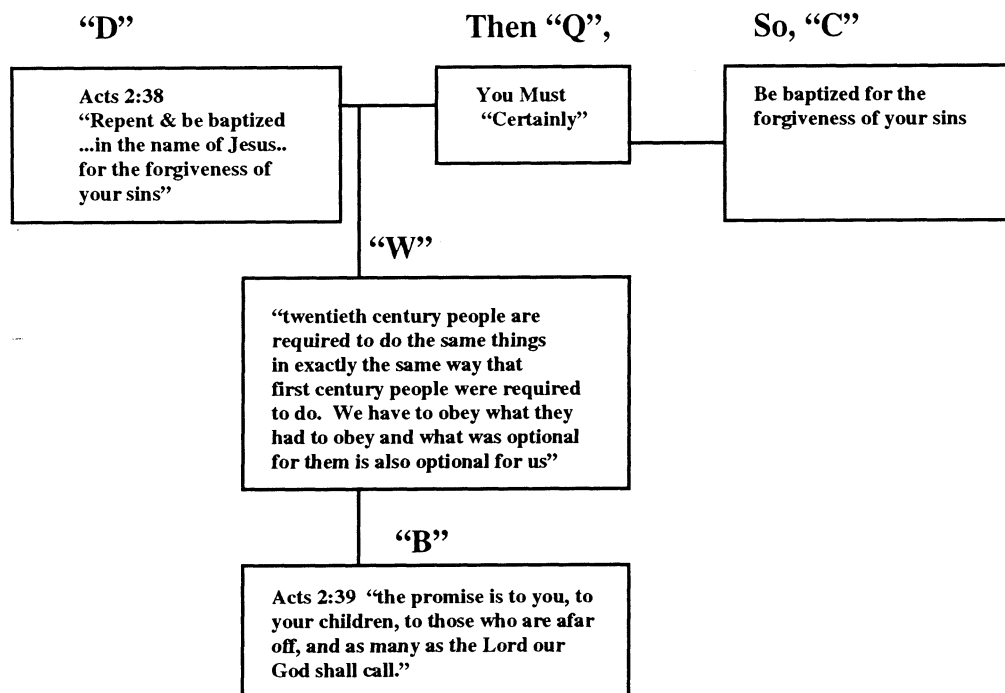 “D”
Then “Q”,
So, “C”
Acts 2:38
“Repent & be baptized
...in the name of Jesus..
for the forgiveness of
your sins”
You Must
“Certainly”
Be baptized for the
forgiveness of your sins
“W”
“twentieth century people are
required to do the same things
in exactly the same way that
first century people were required
to do. We have to obey what they
had to obey and what was optional
for them is also optional for us”
“B”
Acts 2:39 “the promise is to you, to
your children, to those who are afar
off, and as many as the Lord our
God shall call.”